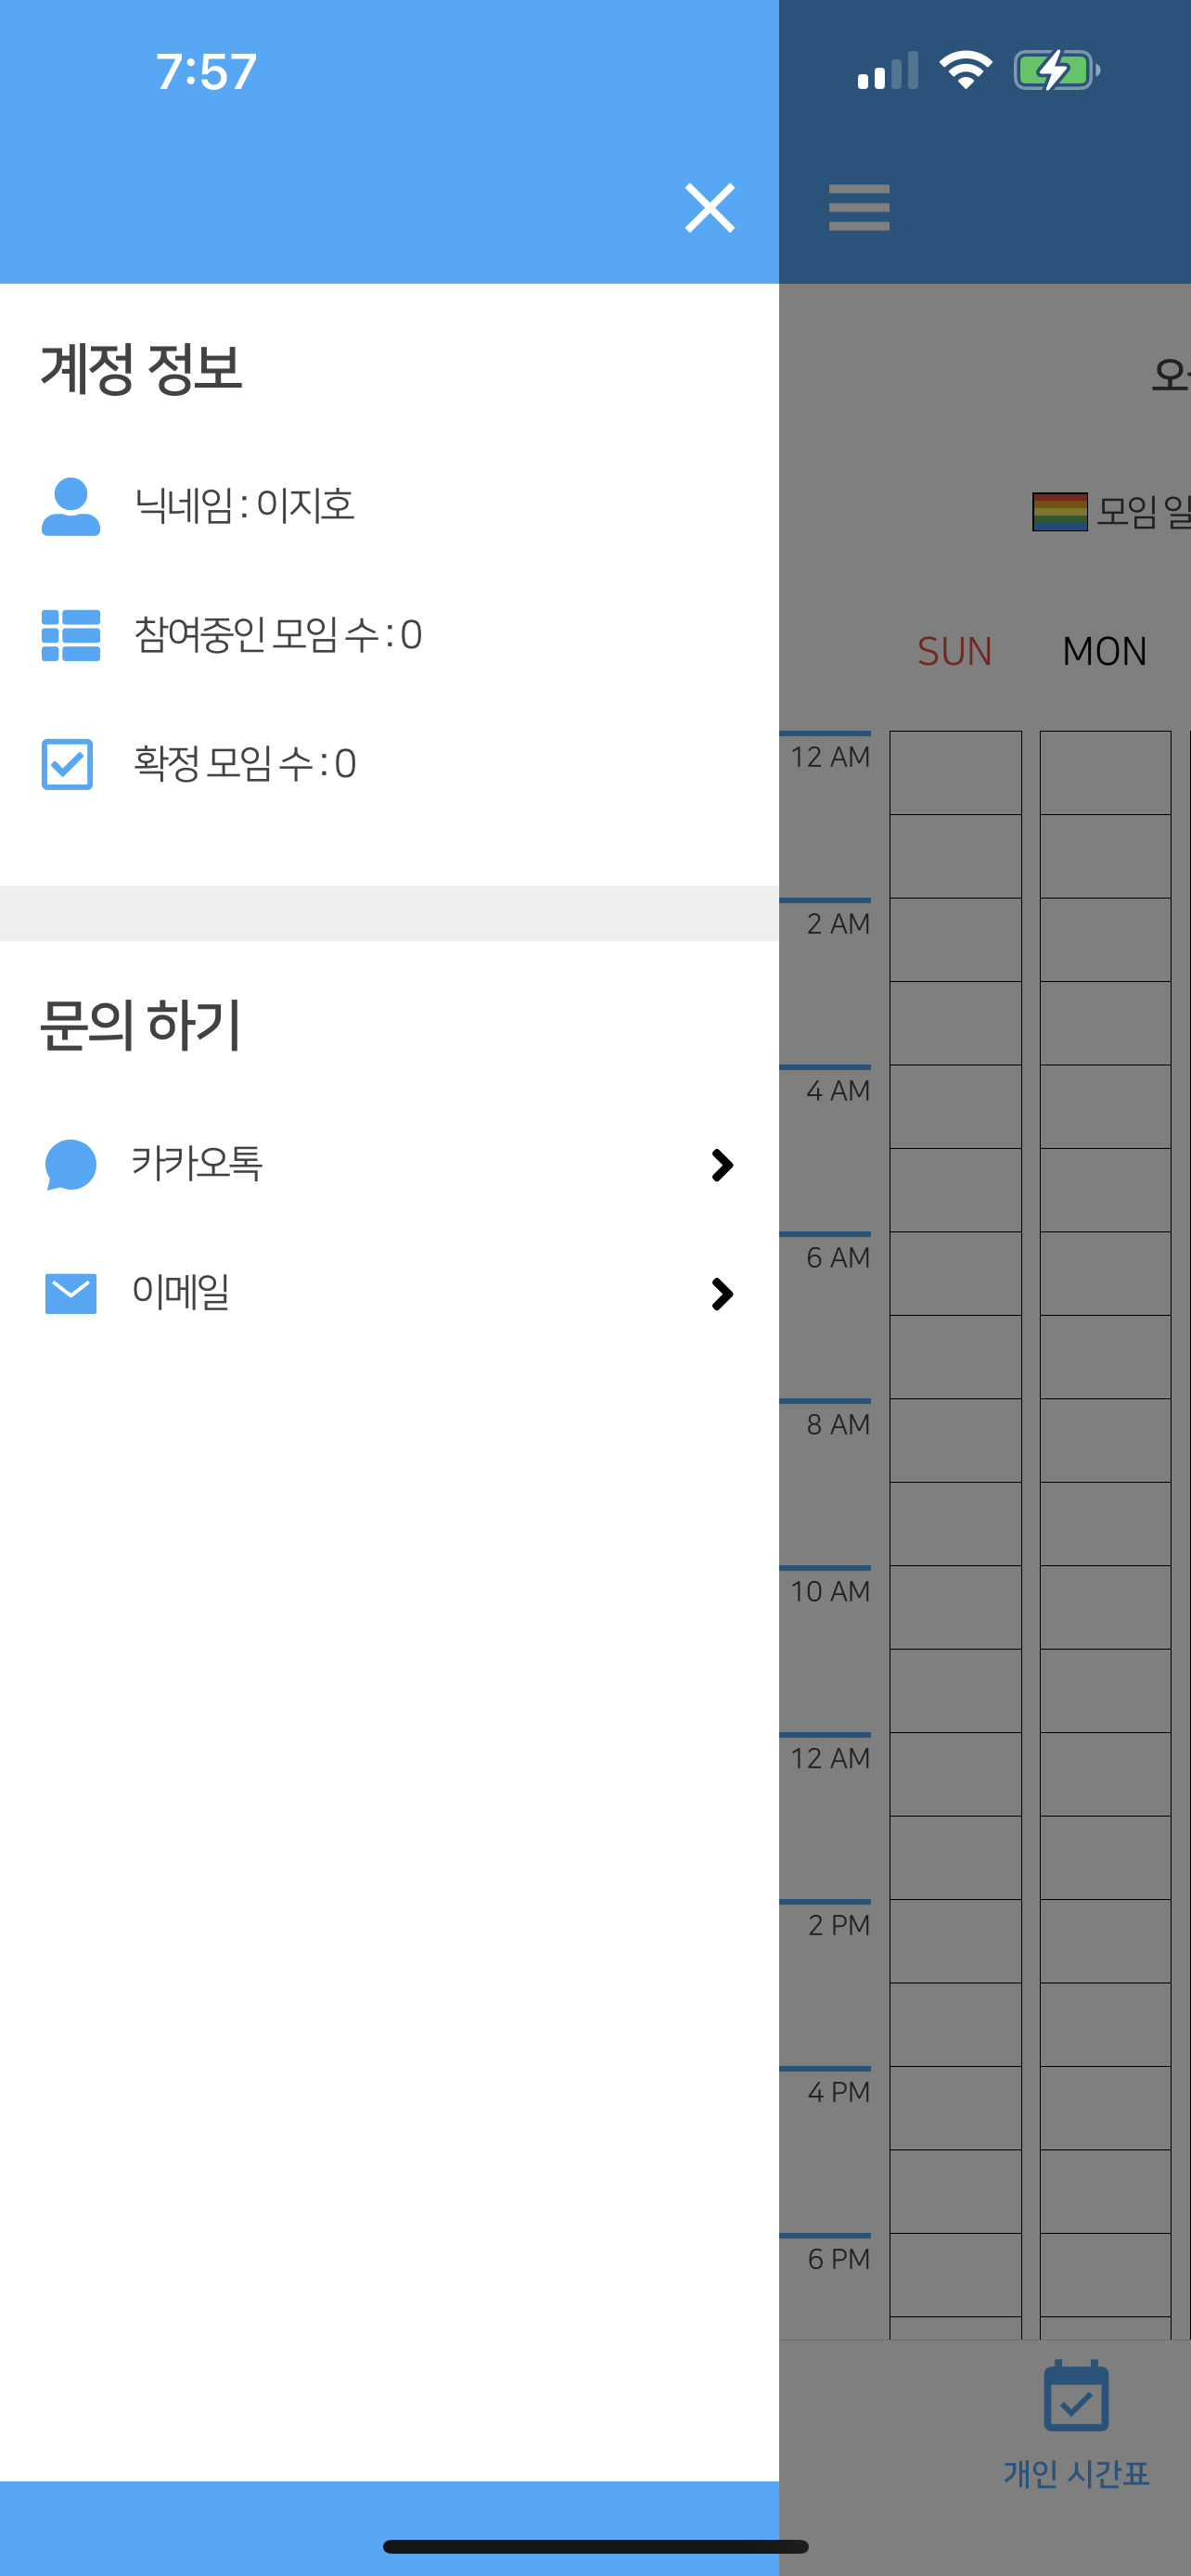 7:57
계정 정보
닉네임 : 이지호
참여중인 모임 수 : 0
확정 모임 수 : 0
문의 하기
카카오톡
이메일
모임 일
SUN MON
12 AM
2 AM
4 AM
6 AM
8 AM
10 AM
12 AM
2 PM
4 PM
6 PM
개인 시간표